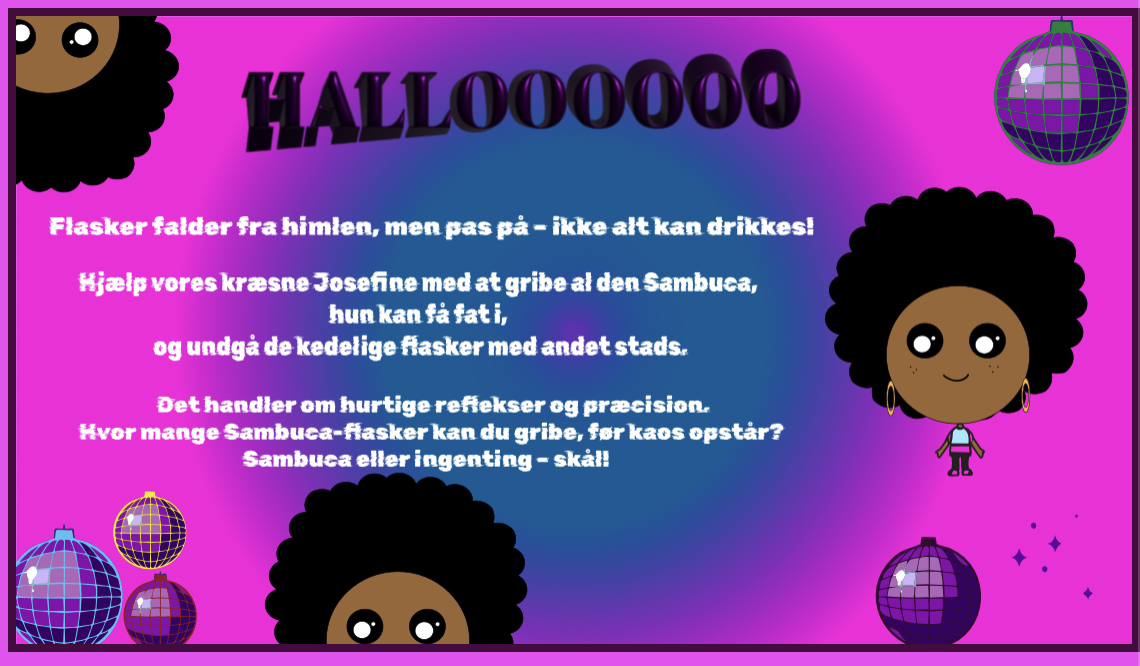 HALLOOOOOO
Flasker falder fra himlen, men pas på – ikke alt kan drikkes!
Hjælp vores kræsne Josefine med at gribe al den Sambuca,
hun kan få fat i,
og undgå de kedelige flasker med andet stads.
Det handler om hurtige reflekser og præcision.
Hvor mange Sambuca-flasker kan du gribe, før kaos opstår?
Sambuca eller ingenting – skål!